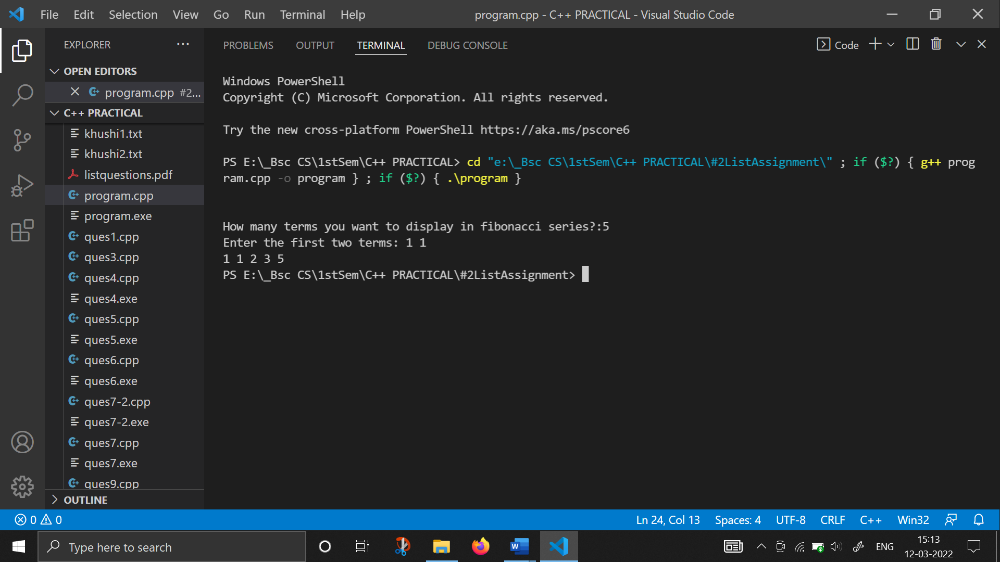 File Edit Selection View Go Run Terminal Help
program.cpp - C++ PRACTICAL - Visual Studio Code
EXPLORER
OPEN EDITORS
program.cpp #2...
C++ PRACTICAL
khushi1.txt
khushi2.txt
listquestions.pdf
program.cpp
program.exe
ques1.cpp
ques3.cpp
ques4.cpp
ques4.exe
ques5.cpp
ques5.exe
ques6.cpp
ques6.exe
ques7-2.cpp
ques7-2.exe
ques7.cpp
ques7.exe
ques9.cpp
OUTLINE
PROBLEMS OUTPUT TERMINAL DEBUG CONSOLE
Code
Windows PowerShell
Copyright (C) Microsoft Corporation. All rights reserved.
Try the new cross-platform PowerShell https://aka.ms/pscore6
PS E:\_Bsc CS\1stSem\C++ PRACTICAL> cd "e:\_Bsc CS\1stSem\C++ PRACTICAL\#2ListAssignment\" ; if ($?) { g++ prog
ram.cpp -o program } ; if ($?) { .\program }
How many terms you want to display in fibonacci series?:5
Enter the first two terms: 1 1
1 1 2 3 5
PS E:\_Bsc CS\1stSem\C++ PRACTICAL\#2ListAssignment>
0 0
Ln 24, Col 13 Spaces: 4 UTF-8 CRLF C++ Win32
Type here to search
ENG
15:13
12-03-2022